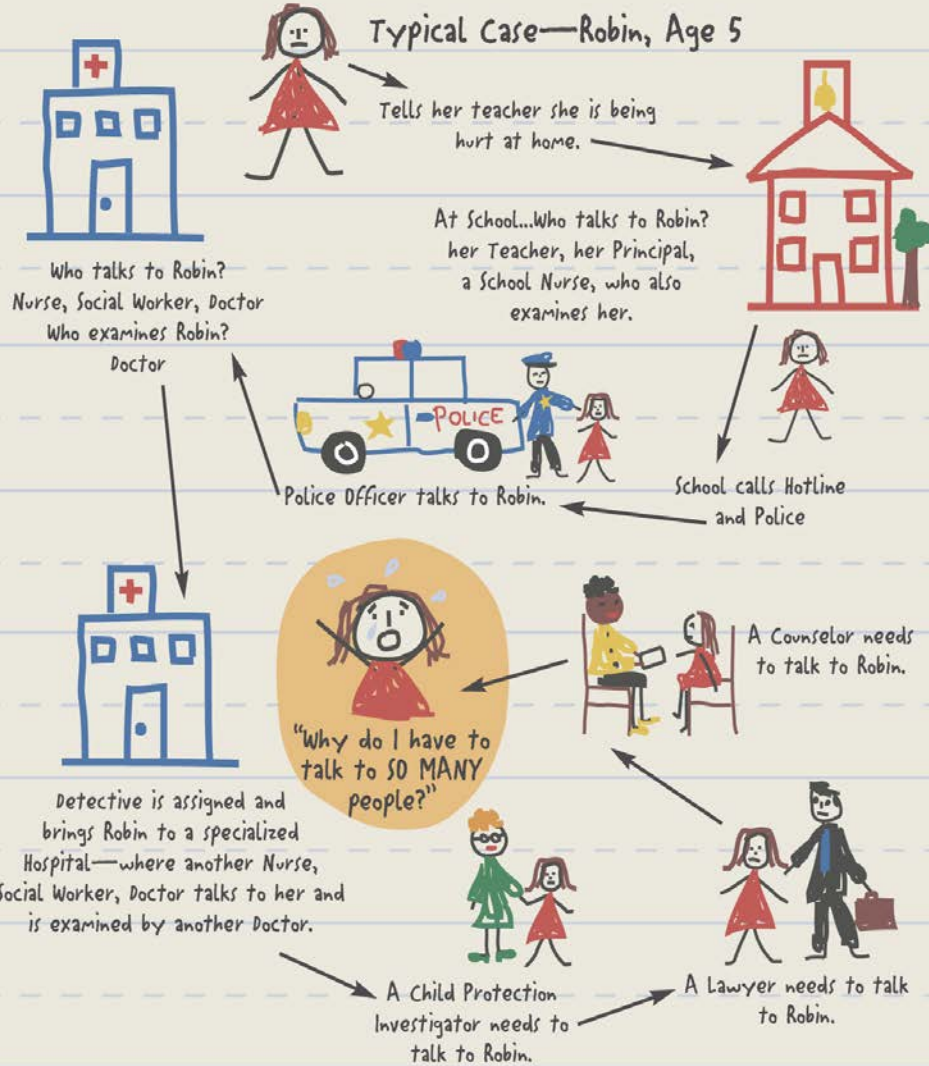 Typical Case—Robin, Age 5
Tells her teacher she is being
hurt at home.
At School...Who talks to Robin?
her Teacher, her Principal,
a School Nurse, who also
examines her.
School calls Hotline
and Police
POLICE
Police Officer talks to Robin.
Who talks to Robin?
Nurse, Social Worker, Doctor
Who examines Robin?
Doctor
Detective is assigned and
brings Robin to a specialized
Hospital—where another Nurse,
Social Worker, Doctor talks to her and
is examined by another Doctor.
A Child Protection
Investigator needs to
talk to Robin.
A Lawyer needs to talk
to Robin.
A Counselor needs
to talk to Robin.
"Why do I have to
talk to SO MANY
people?"